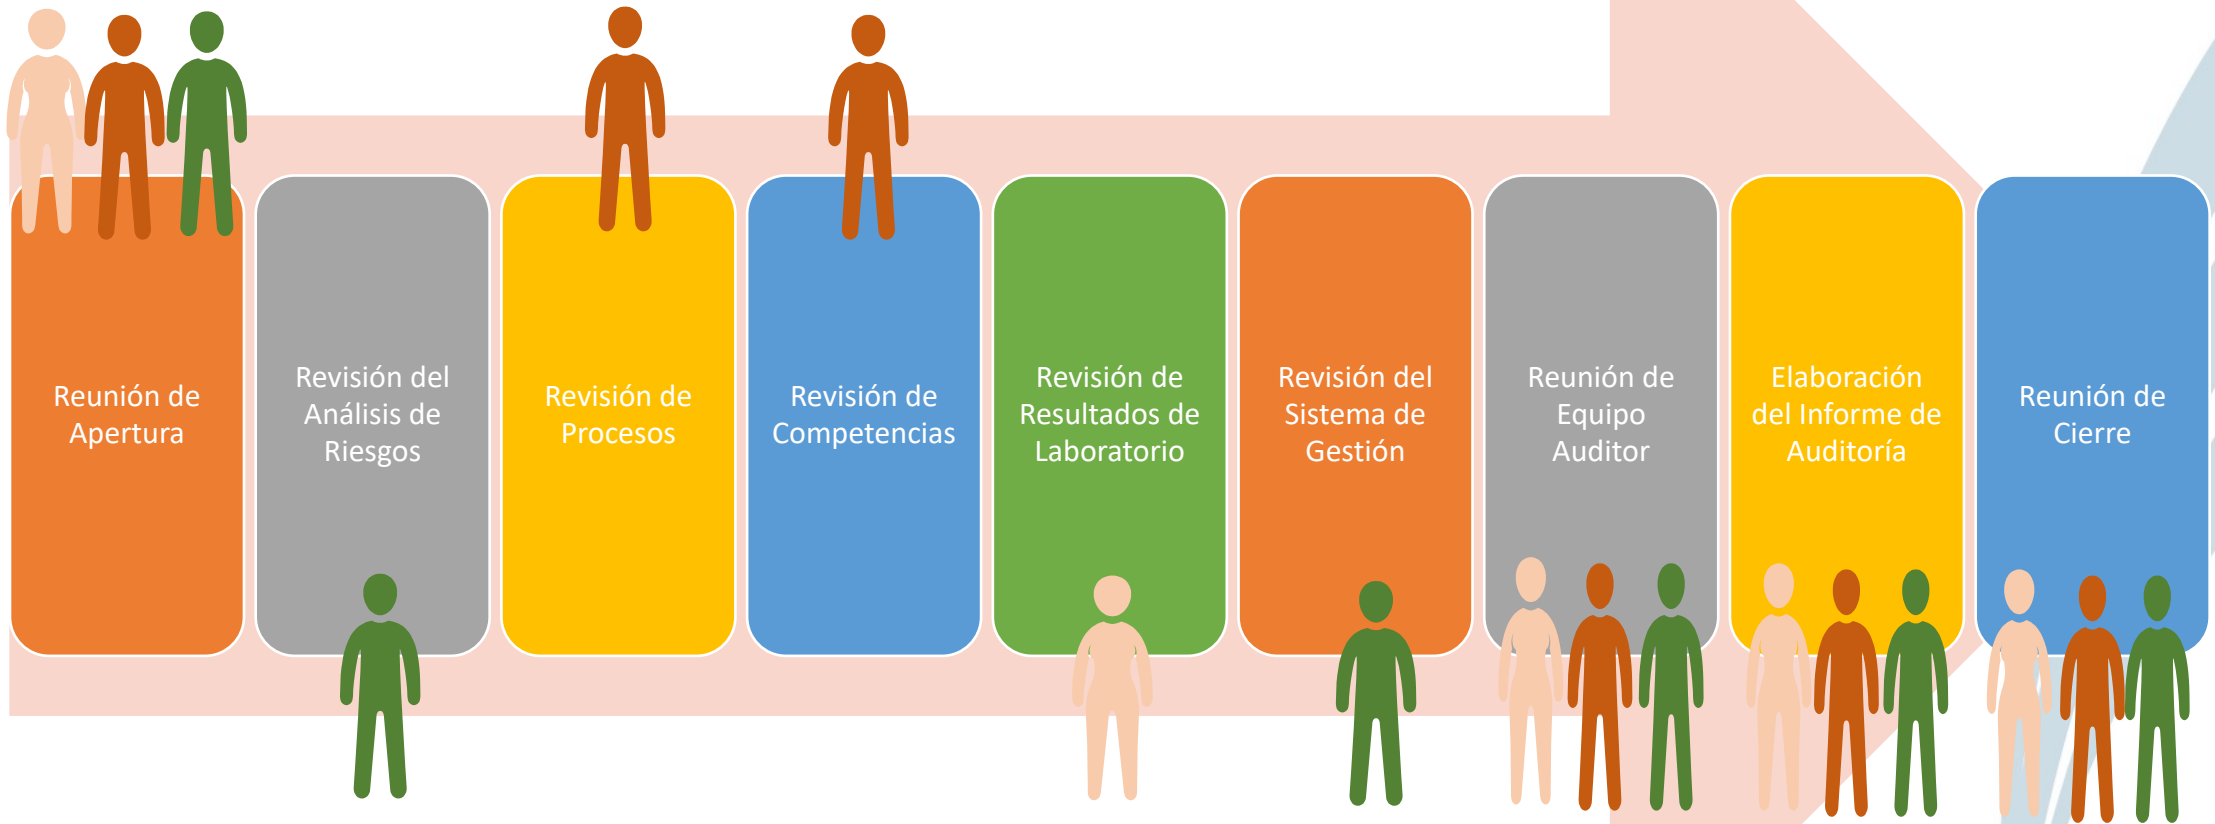 Reunión de
Apertura
Revisión del
Análisis de
Riesgos
Revisión de
Procesos
Revisión de
Competencias
Revisión de
Resultados de
Laboratorio
Revisión del
Sistema de
Gestión
Reunión de
Equipo
Auditor
Elaboración
del Informe de
Auditoría
Reunión de
Cierre